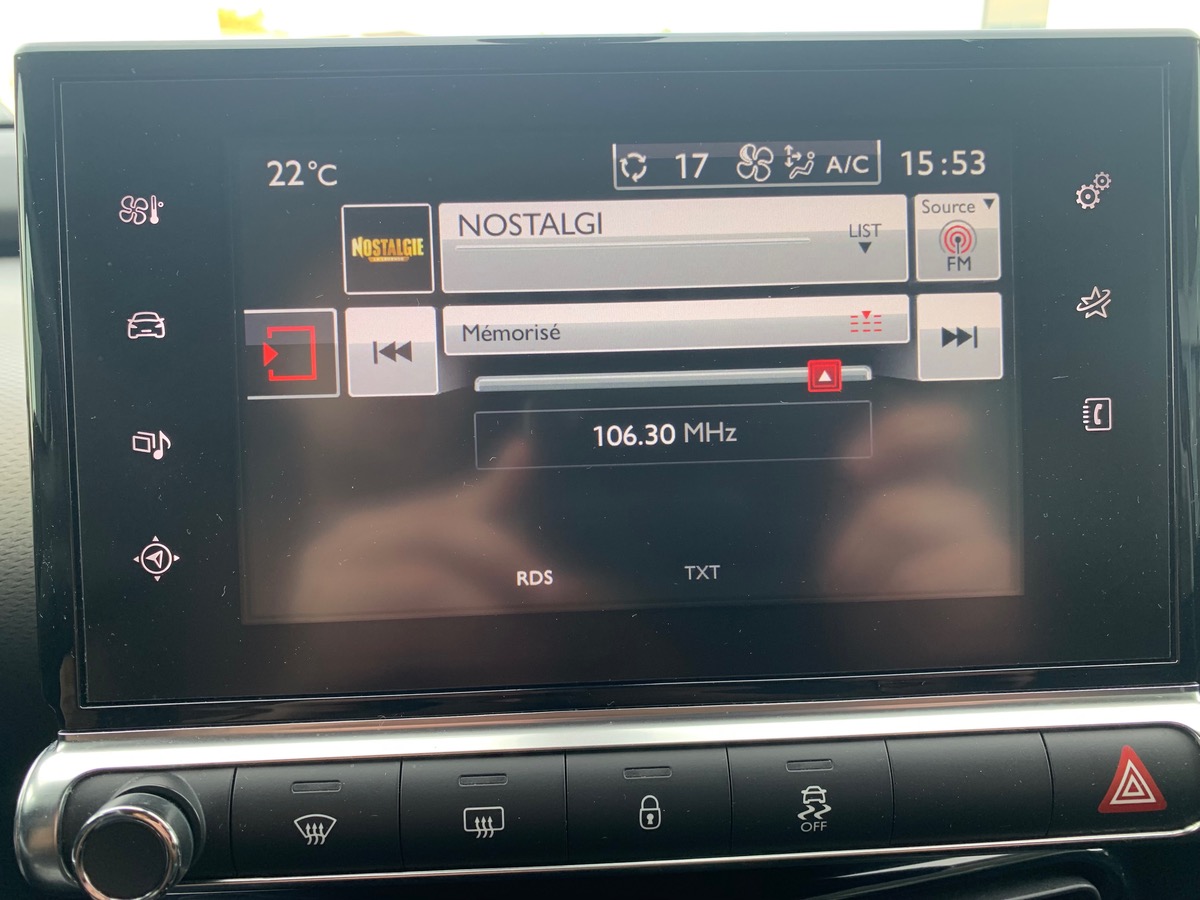 22°C
17
A/C
15:53
NOSTALGIE
NOSTALGI
LIST
Source
FM
Mémorisé
106.30 MHz
RDS
TXT
OFF